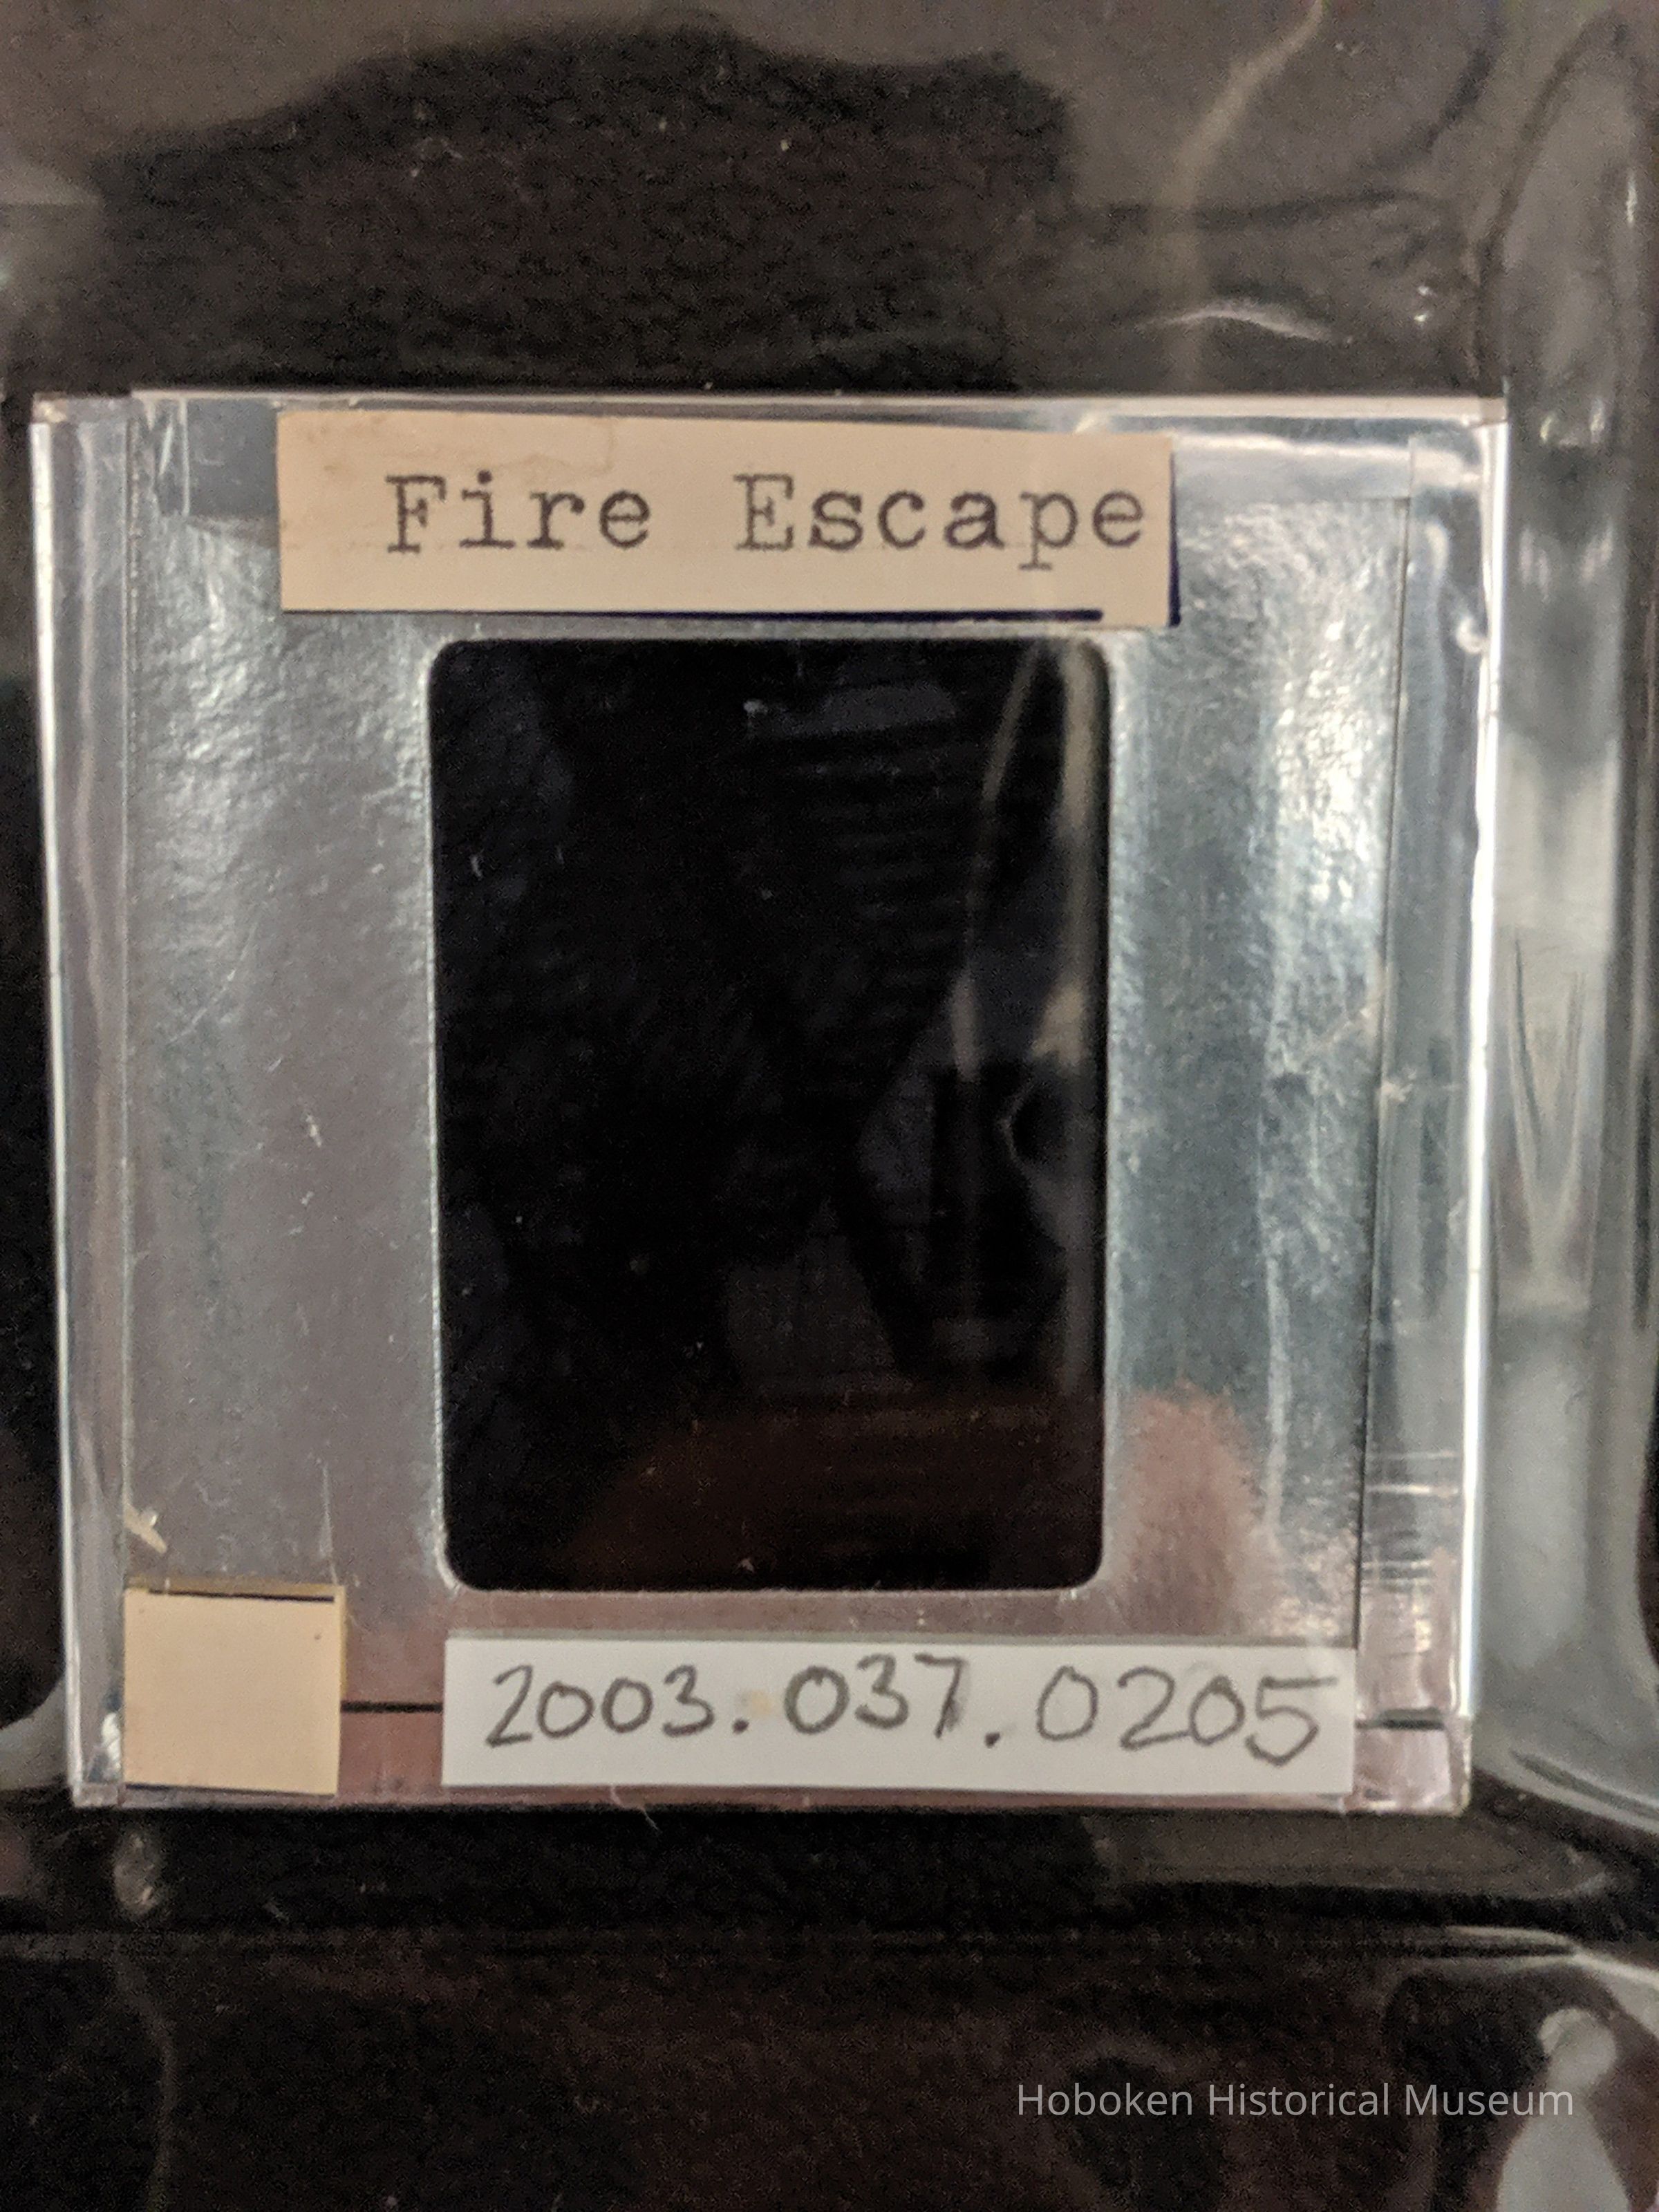 Fire Escape
2003.037.0205
Hoboken Historical Museum